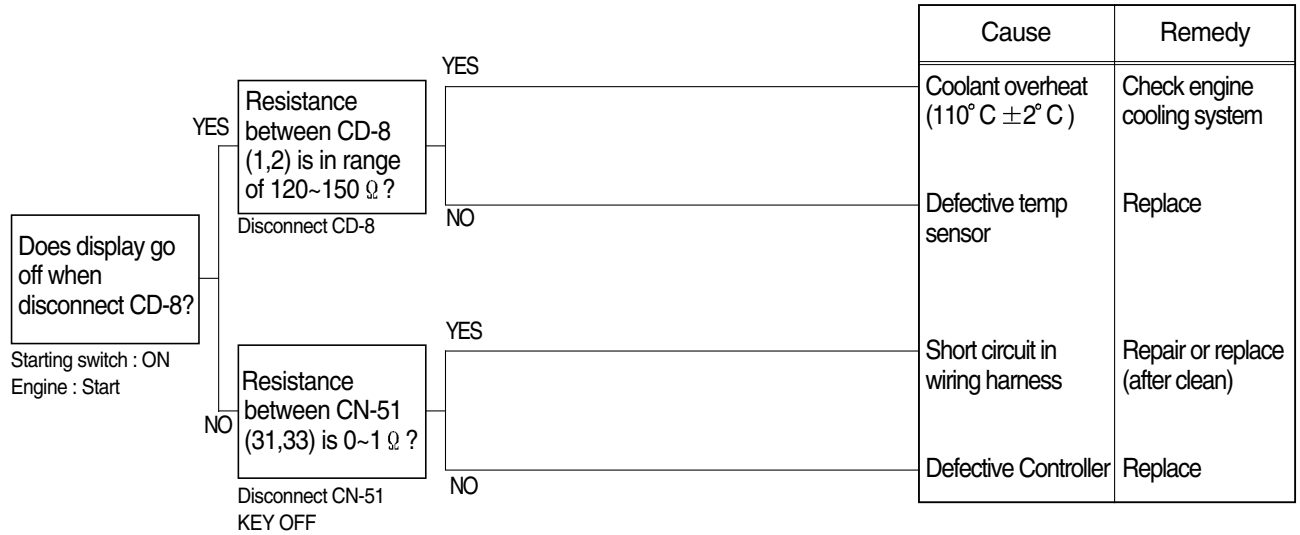 Does display go
off when
disconnect CD-8?
Starting switch : ON
Engine : Start
YES
Resistance
between CD-8
(1,2) is in range
of 120~150 Ω ?
Disconnect CD-8
NO
Resistance
between CN-51
(31,33) is 0~1 Ω ?
Disconnect CN-51
KEY OFF
YES
NO
YES
NO
Cause Remedy
Coolant overheat Check engine
(110° C ±2° C ) cooling system
Defective temp Replace
sensor
Short circuit in Repair or replace
wiring harness (after clean)
Defective Controller Replace